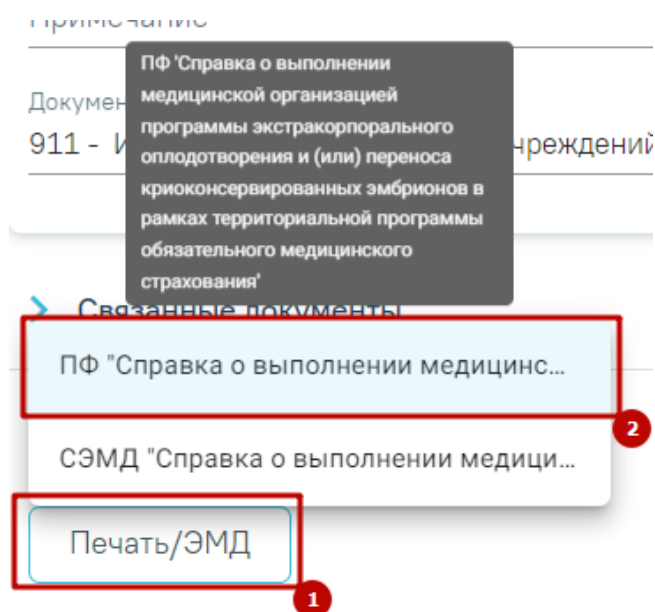 Примечание
ПФ 'Справка о выполнении
медицинской организацией
программы экстракорпорального
оплодотворения и (или) переноса
криоконсервированных эмбрионов в
рамках территориальной программы
обязательного медицинского
страхования'
Докумен
911 - И чреждений
Связанные документы
ПФ "Справка о выполнении медицинс...
2
СЭМД "Справка о выполнении медици...
Печать/ЭМД
1